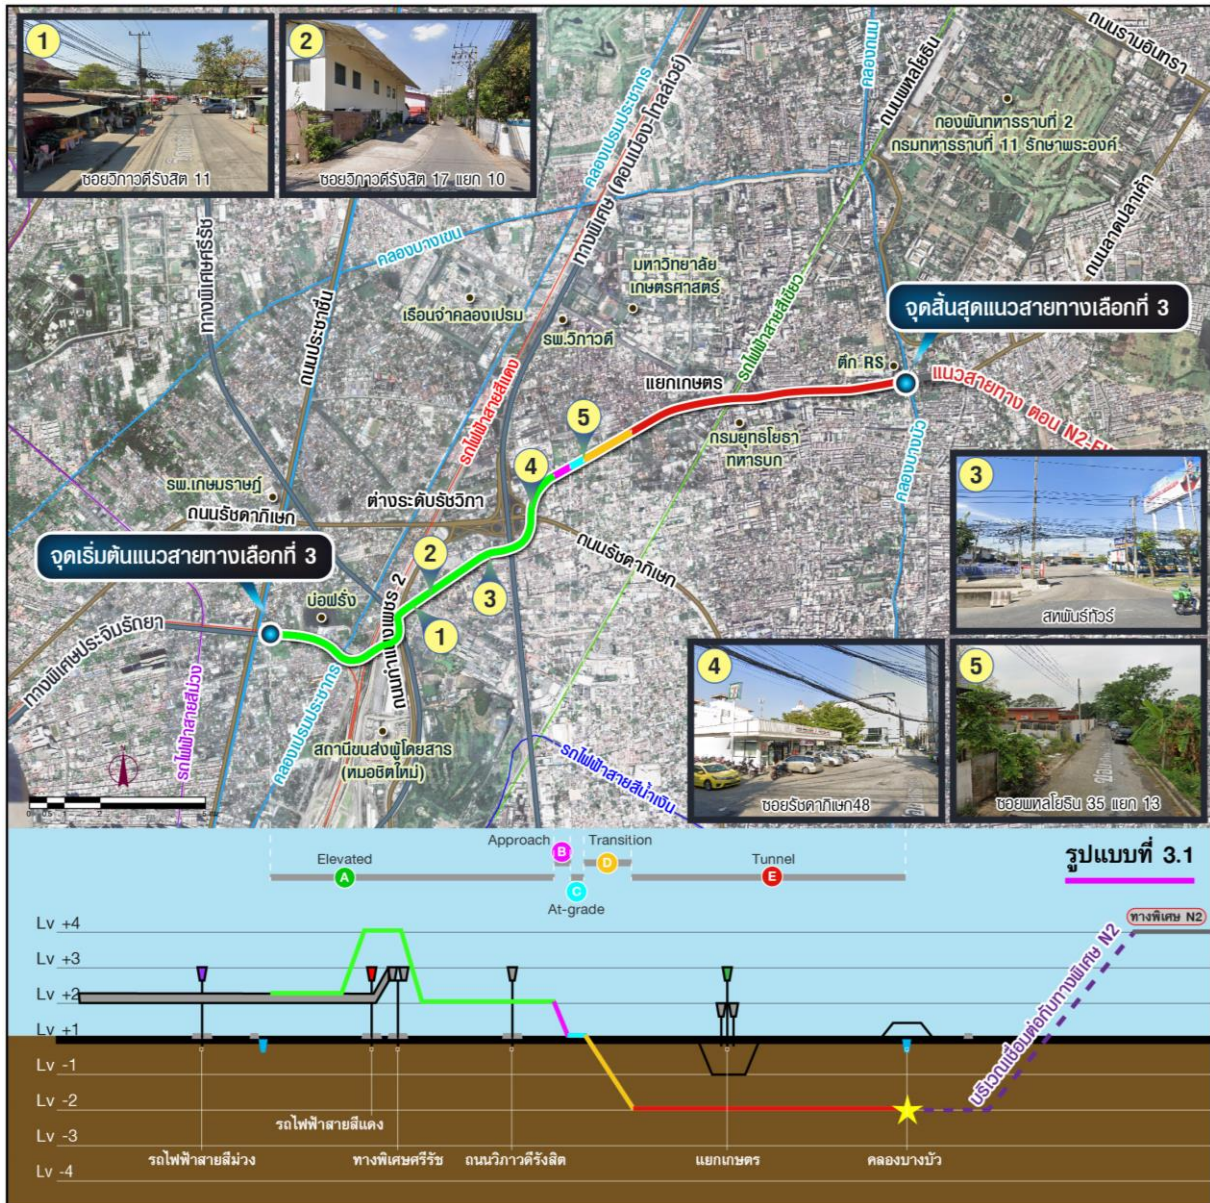 1
ซอยวิภาวดีรังสิต 11
2
ซอยวิภาวดีรังสิต 17 แยก 10
ถนนรามอินทรา
คลองถนน
ถนนพหลโยธิน
กองพันทหารราบที่ 2
กรมทหารราบที่ 11 รักษาพระองค์
ถนนลาดปลาเค้า
คลองเปรมประชากร
ทางพิเศษ (ดอนเมือง-โทลล์เวย์)
ทางพิเศษศรีรัช
คลองบางเขน
ถนนประชาชื่น
เรือนจำคลองเปรม
มหาวิทยาลัย
เกษตรศาสตร์
รพ.วิภาวดี
รถไฟฟ้าสายสีเขียว
จุดสิ้นสุดแนวสายทางเลือกที่ 3
ตึก RS
แยกเกษตร
แนวสายทาง ตอน N2-
รถไฟฟ้าสายสีแดง
5
กรมยุทธโยธา
ทหารบก
คลองบางบัว
4
รพ.เกษมราษฎ์
ถนนรัชดาภิเษก
ต่างระดับรัชวิภา
3
สหพันธ์ทัวร์
จุดเริ่มต้นแนวสายทางเลือกที่ 3
2
ถนนรัชดาภิเษก
บ่อฝรั่ง
3
1
ทางพิเศษประจิมรัถยา
รถไฟฟ้าสายสีม่วง
คลองเปรมประชากร
ถนนกำแพงเพชร 2
4
ซอยรัชดาภิเษก48
5
ซอยพหลโยธิน 35 แยก 13
สถานีขนส่งผู้โดยสาร
(หมอชิตใหม่)
รถไฟฟ้าสายสีน้ำเงิน
Elevated
A
Approach
B
C
At-grade
Transition
D
Tunnel
E
รูปแบบที่ 3.1
ทางพิเศษ N2
บริเวณเชื่อมต่อกับทางพิเศษ N2
Lv +4
Lv +3
Lv +2
Lv +1
Lv -1
Lv -2
Lv -3
Lv -4
รถไฟฟ้าสายสีแดง
รถไฟฟ้าสายสีม่วง
ทางพิเศษศรีรัช
ถนนวิภาวดีรังสิต
แยกเกษตร
คลองบางบัว